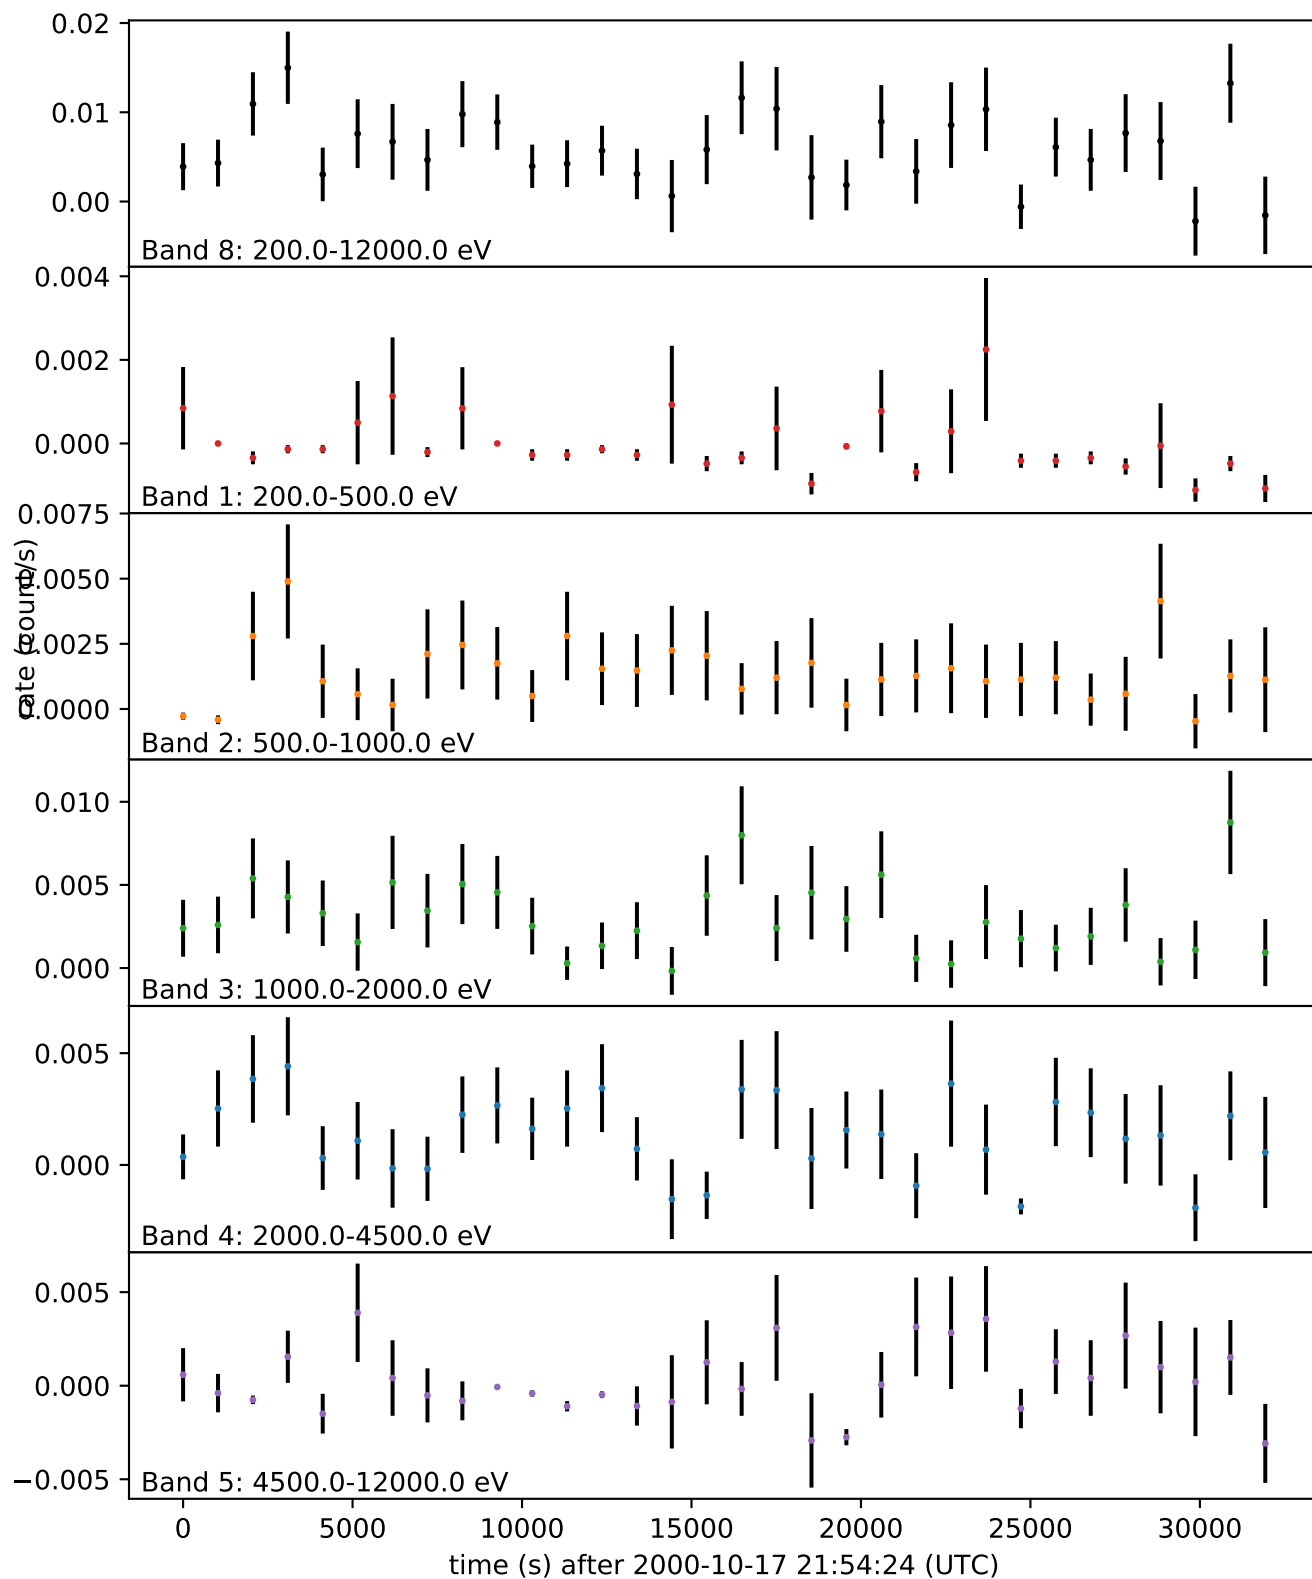 0.02
0.01
0.00
Band 8: 200.0-12000.0 eV
0.004
0.002
0.000
Band 1: 200.0-500.0 eV
0.0075
0.0050
0.0025
0.0000
Band 2: 500.0-1000.0 eV
rate (count/s)
0.010
0.005
0.000
Band 3: 1000.0-2000.0 eV
0.005
0.000
Band 4: 2000.0-4500.0 eV
0.005
0.000
−0.005
Band 5: 4500.0-12000.0 eV
0 5000 10000 15000 20000 25000 30000
time (s) after 2000-10-17 21:54:24 (UTC)